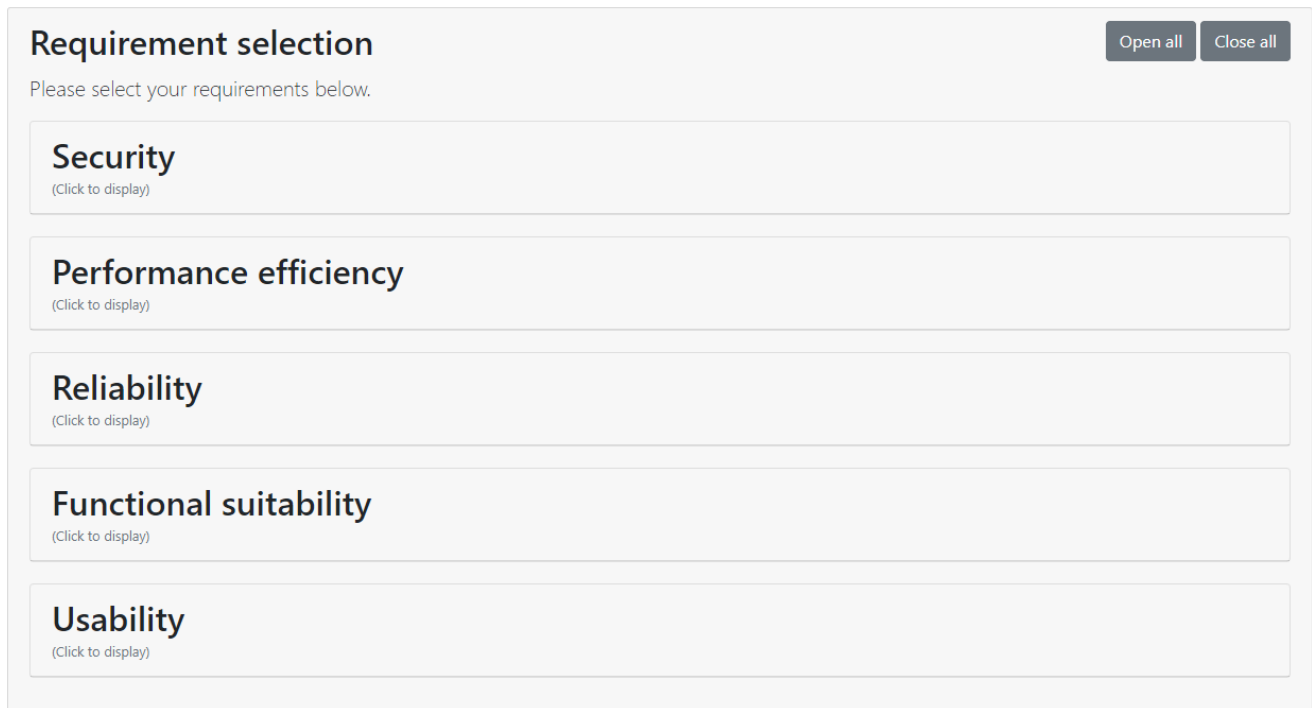 Requirement selection
Open all
Close all
Please select your requirements below.
Security
(Click to display)
Performance efficiency
(Click to display)
Reliability
(Click to display)
Functional suitability
(Click to display)
Usability
(Click to display)